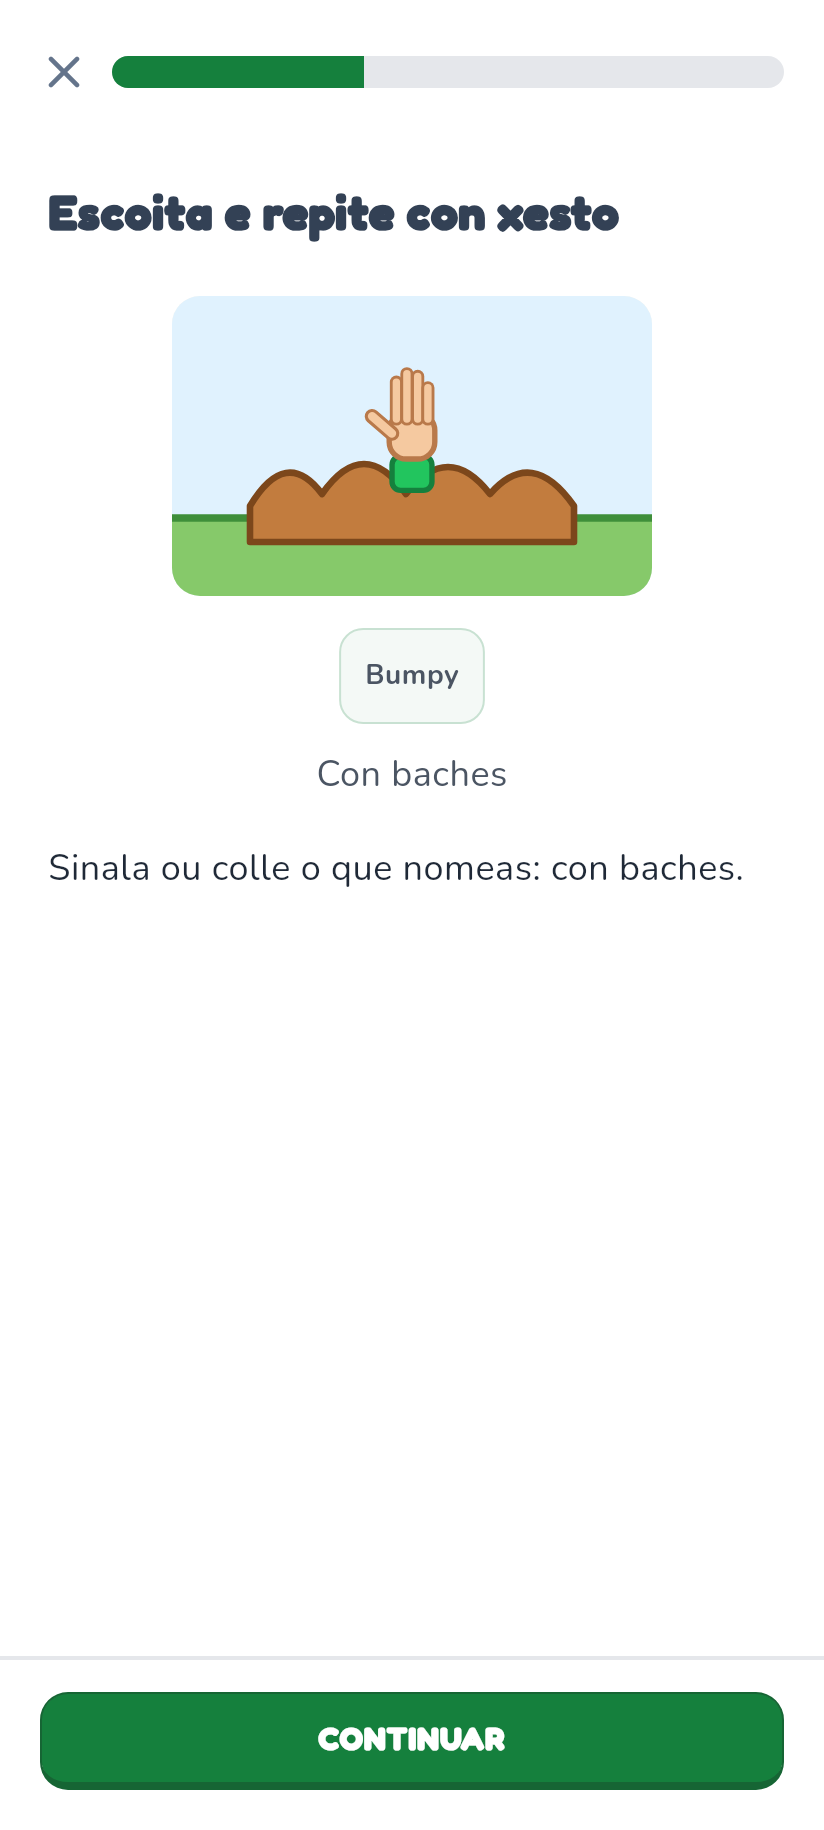 Escoita e repite con xesto
Bumpy
Con baches
Sinala ou colle o que nomeas: con baches.
CONTINUAR